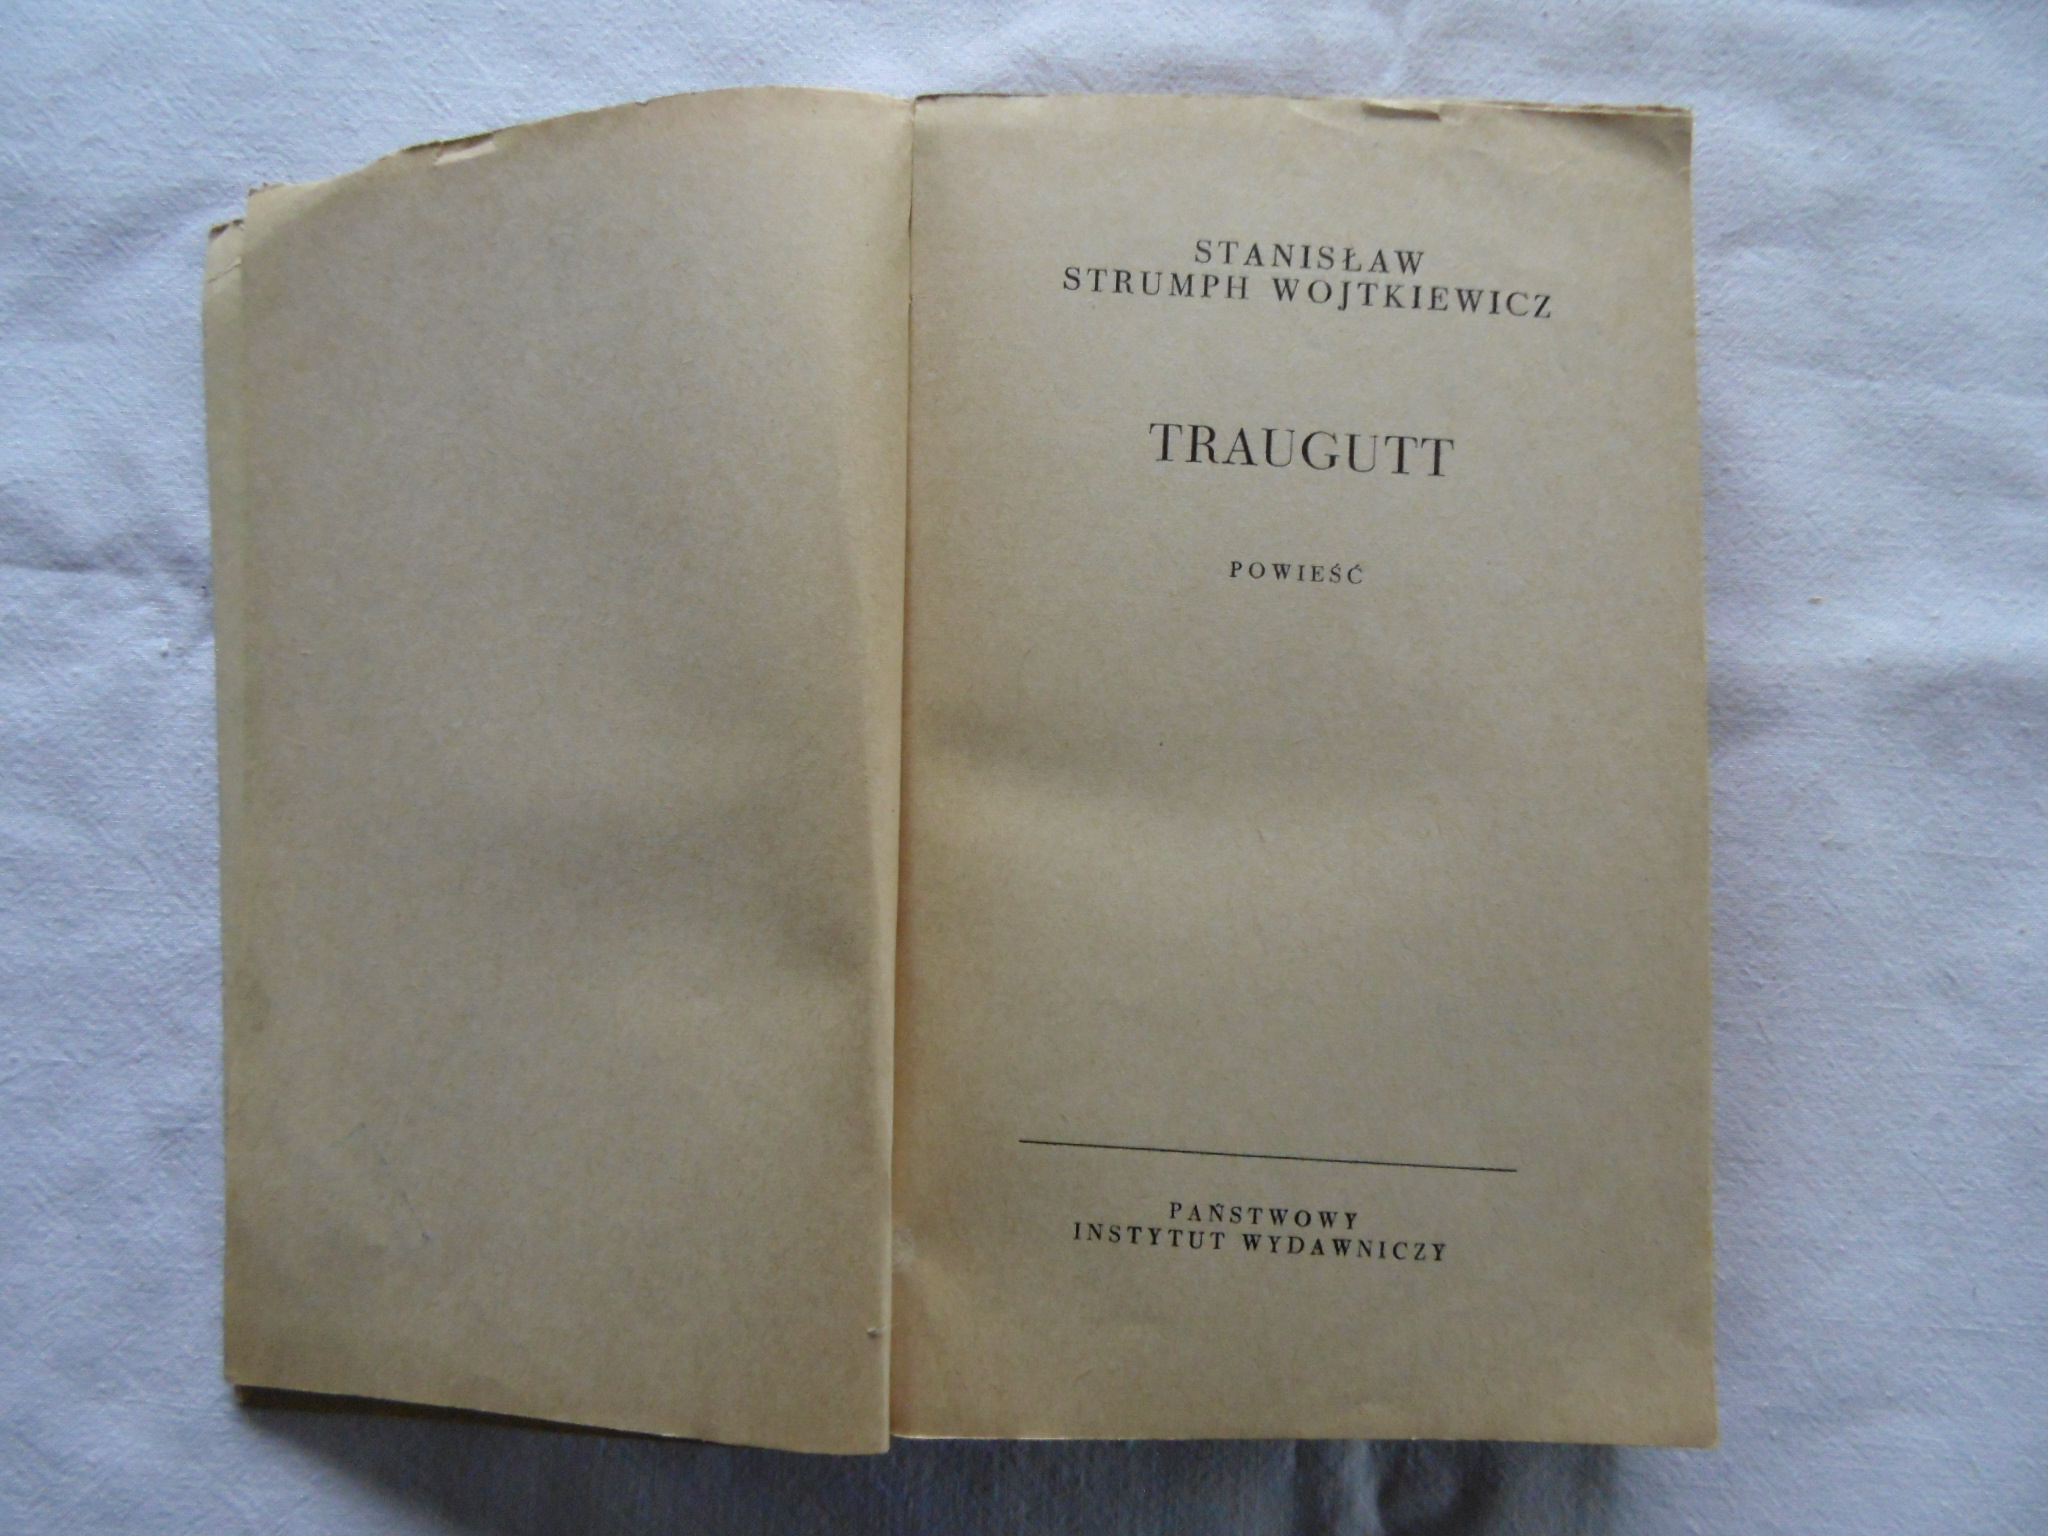 STANISŁAW
STRUMPH WOJTKIEWICZ
TRAUGUTT
POWIEŚĆ
PAŃSTWOWY
INSTYTUT WYDAWNICZY